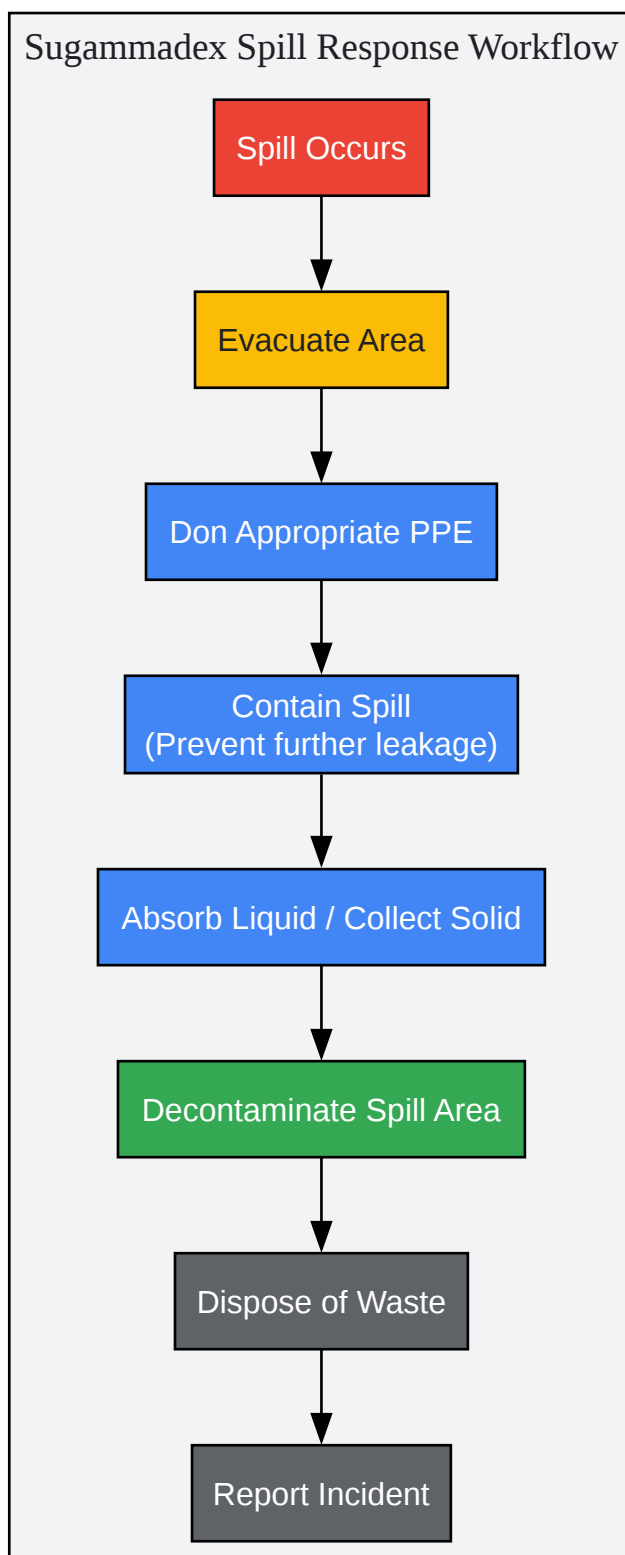 Sugammadex Spill Response Workflow
Spill Occurs
Evacuate Area
Don Appropriate PPE
Contain Spill
(Prevent further leakage)
Absorb Liquid / Collect Solid
Decontaminate Spill Area
Dispose of Waste
Report Incident